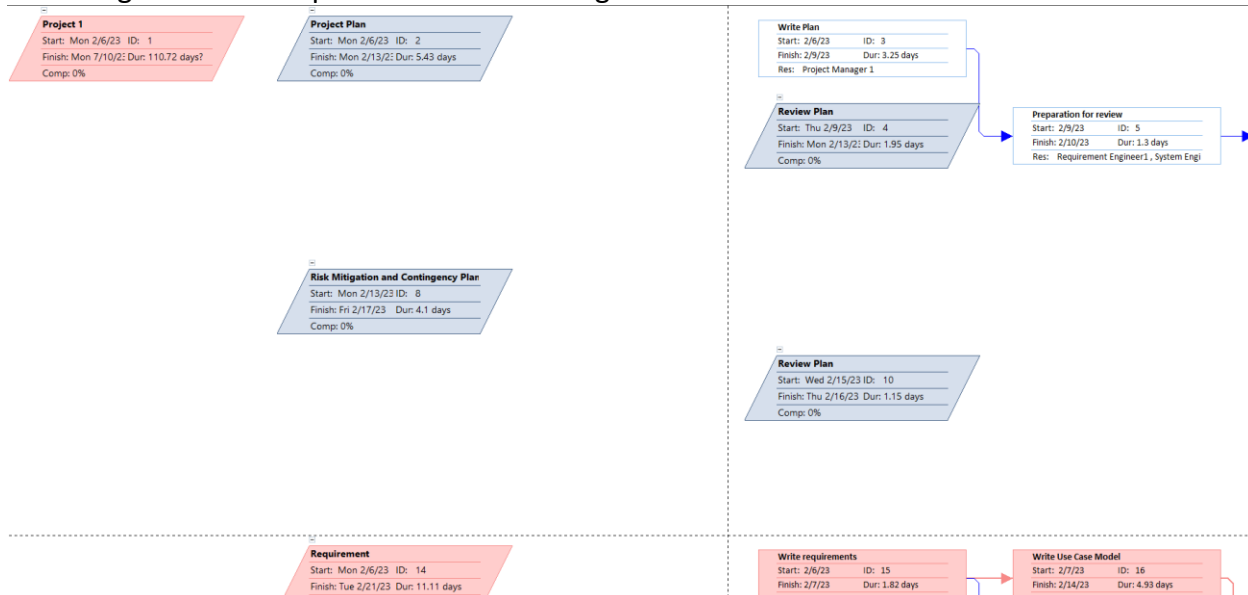 Project 1
Start: Mon 2/6/23 ID: 1
Finish: Mon 7/10/23 Dur: 110.72 days?
Comp: 0%
Project Plan
Start: Mon 2/6/23 ID: 2
Finish: Mon 2/13/23 Dur: 5.43 days
Comp: 0%
Write Plan
Start: 2/6/23 ID: 3
Finish: 2/9/23 Dur: 3.25 days
Res: Project Manager 1
Review Plan
Start: Thu 2/9/23 ID: 4
Finish: Mon 2/13/23 Dur: 1.95 days
Comp: 0%
Preparation for review
Start: 2/9/23 ID: 5
Finish: 2/10/23 Dur: 1.3 days
Res: Requirement Engineer1 , System Engi
Risk Mitigation and Contingency Plan
Start: Mon 2/13/23 ID: 8
Finish: Fri 2/17/23 Dur: 4.1 days
Comp: 0%
Review Plan
Start: Wed 2/15/23 ID: 10
Finish: Thu 2/16/23 Dur: 1.15 days
Comp: 0%
Requirement
Start: Mon 2/6/23 ID: 14
Finish: Tue 2/21/23 Dur: 11.11 days
Write requirements
Start: 2/6/23 ID: 15
Finish: 2/7/23 Dur: 1.82 days
Write Use Case Model
Start: 2/7/23 ID: 16
Finish: 2/14/23 Dur: 4.93 days